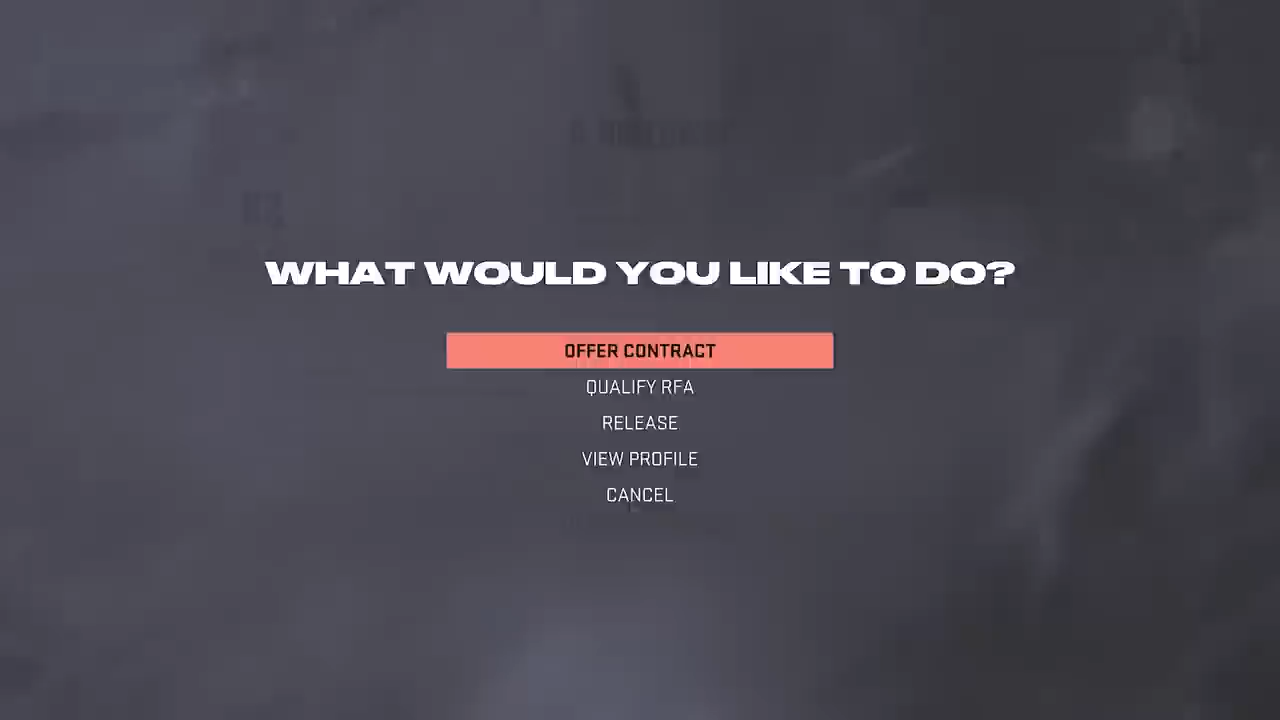 WHAT WOULD YOU LIKE TO DO?
OFFER CONTRACT
QUALIFY RFA
RELEASE
VIEW PROFILE
CANCEL